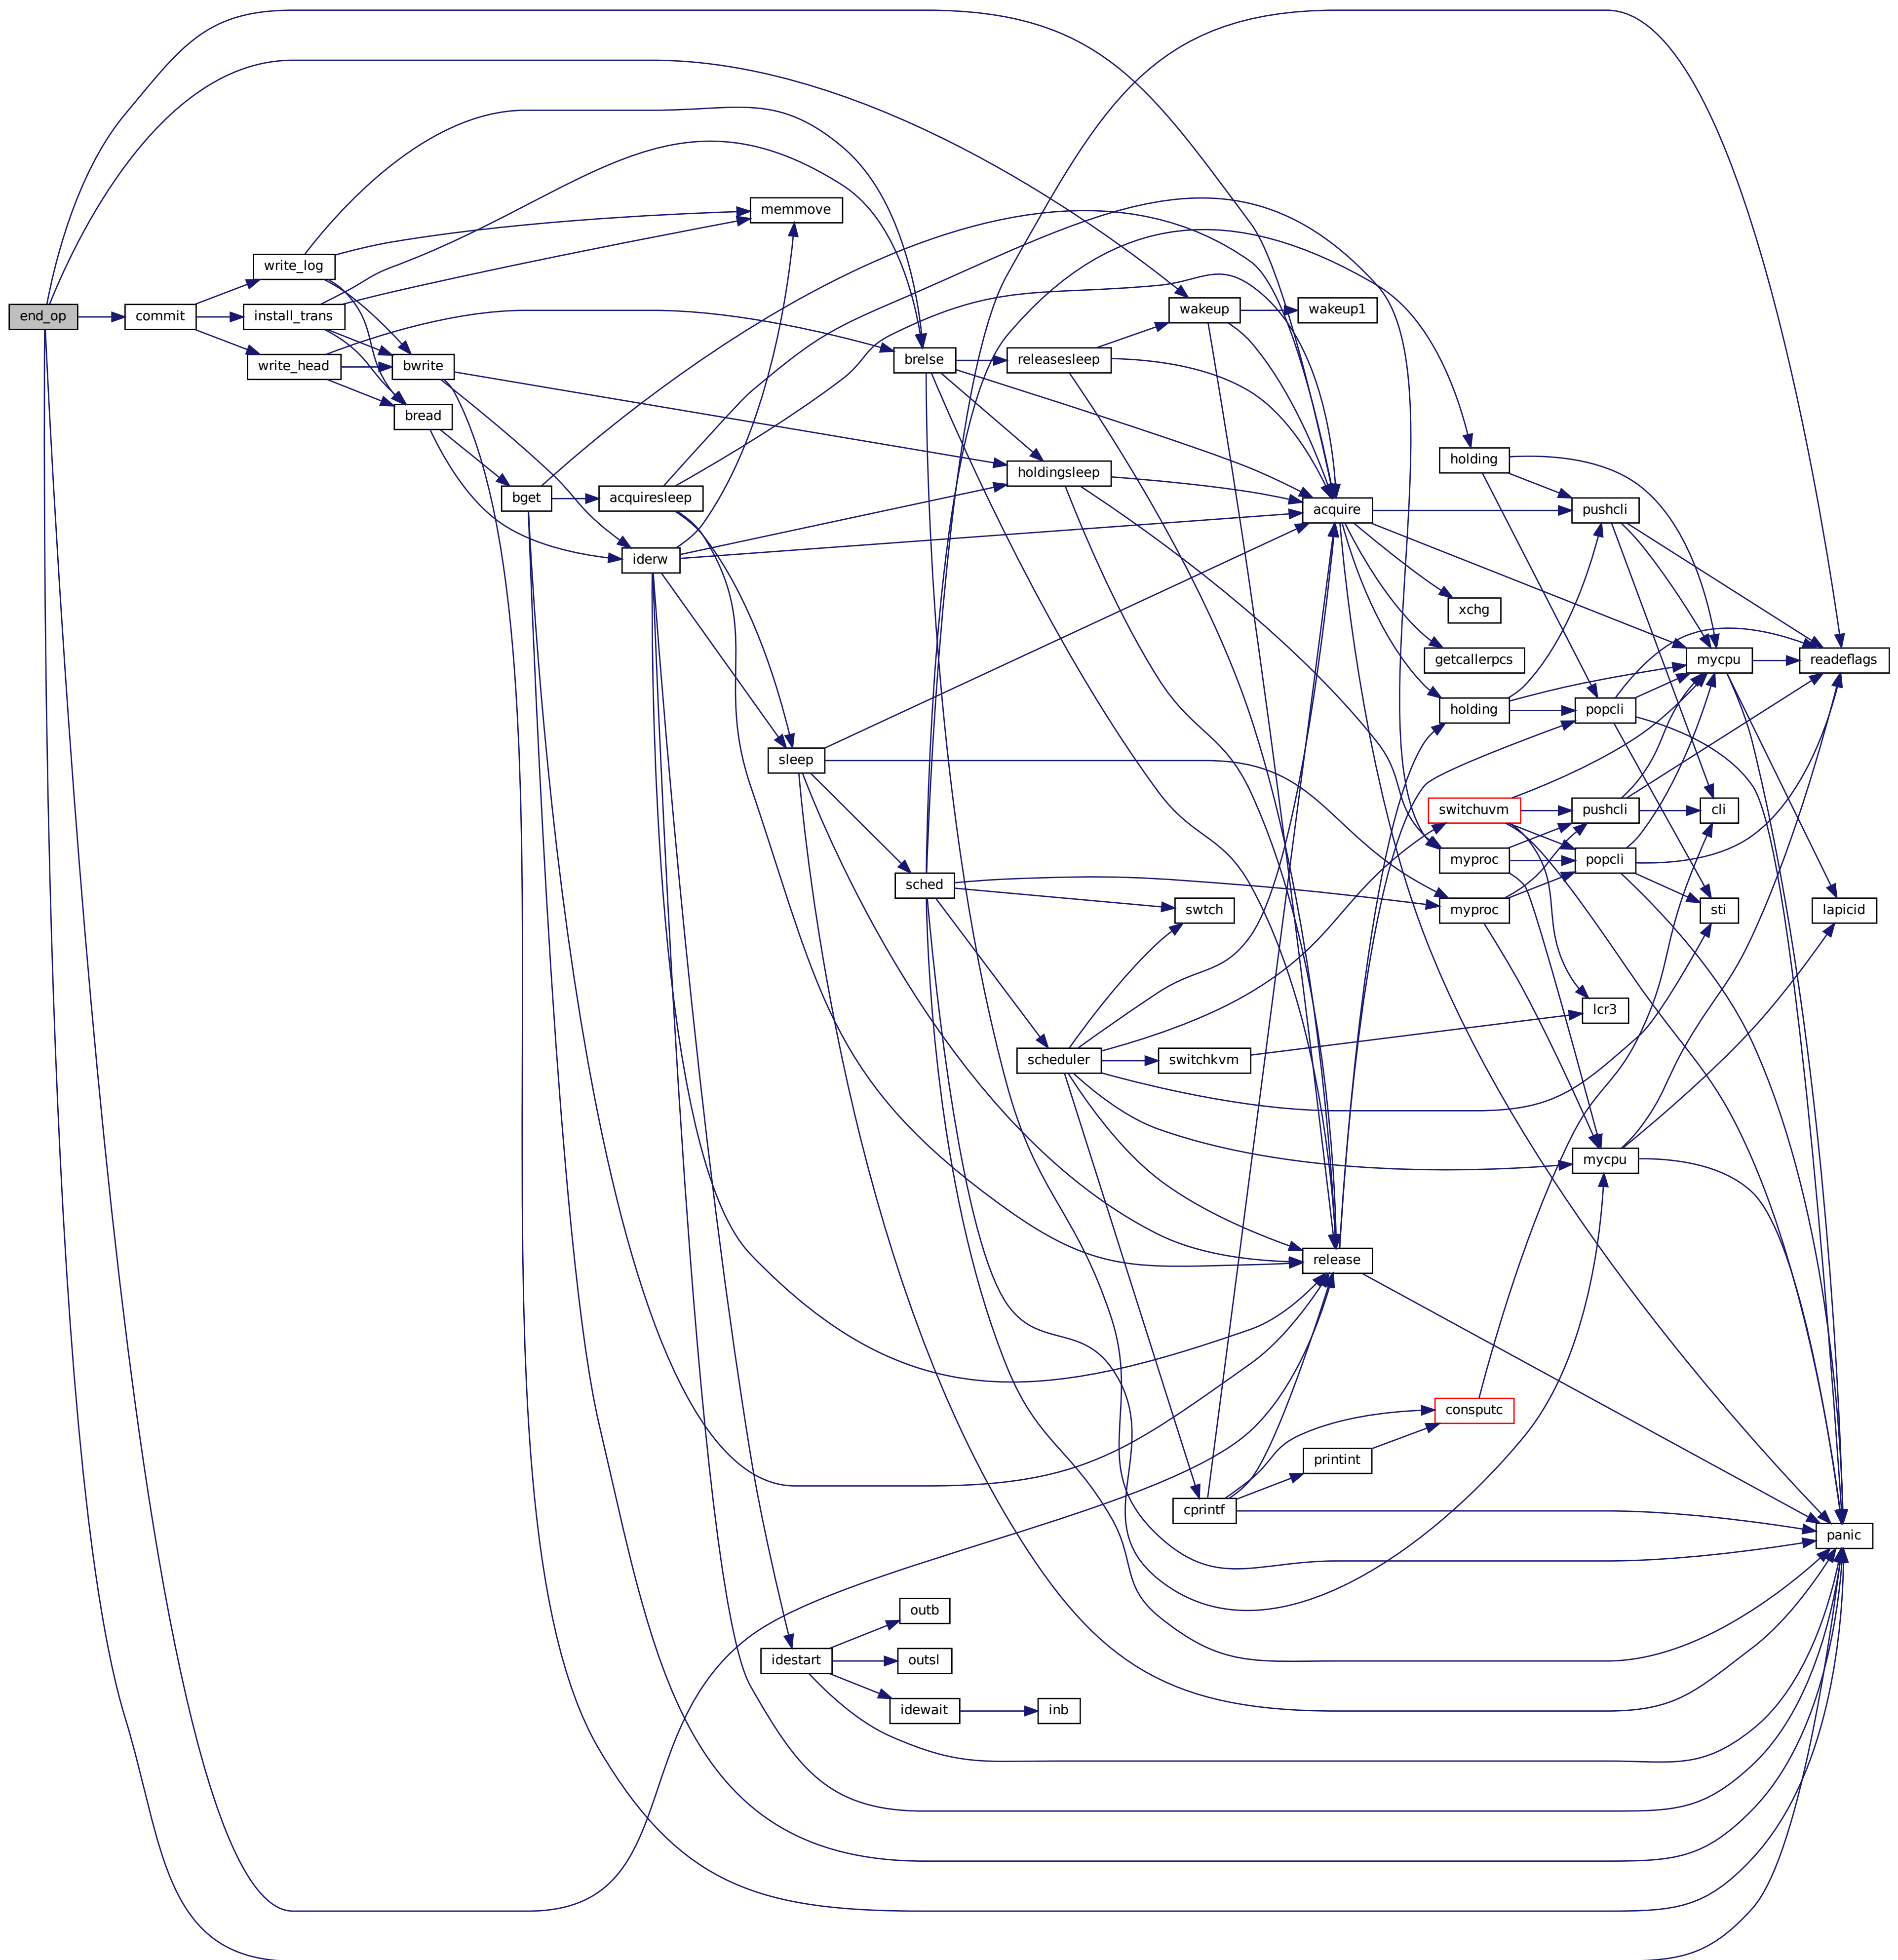 end_op
commit
write_log
install_trans
write_head
bwrite
bread
bget
acquiresleep
iderw
memmove
sleep
idestart
brelse
sched
outb
outsl
idewait
releasesleep
holdingsleep
scheduler
inb
wakeup
swtch
switchkvm
cprintf
wakeup1
acquire
release
printint
holding
xchg
getcallerpcs
holding
switchuvm
myproc
myproc
consputc
pushcli
popcli
pushcli
popcli
lcr3
mycpu
mycpu
cli
sti
readeflags
lapicid
panic